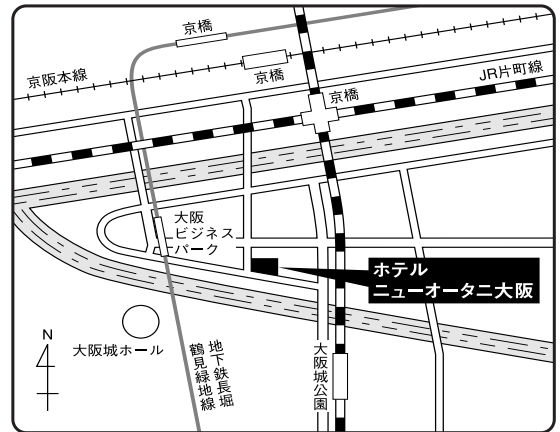 京橋
京阪本線
京橋
JR片町線
京橋
大阪
ビジネス
パーク
ホテル
ニューオータニ大阪
N
大阪城ホール
地下鉄長堀
鶴見緑地線
大阪城公園